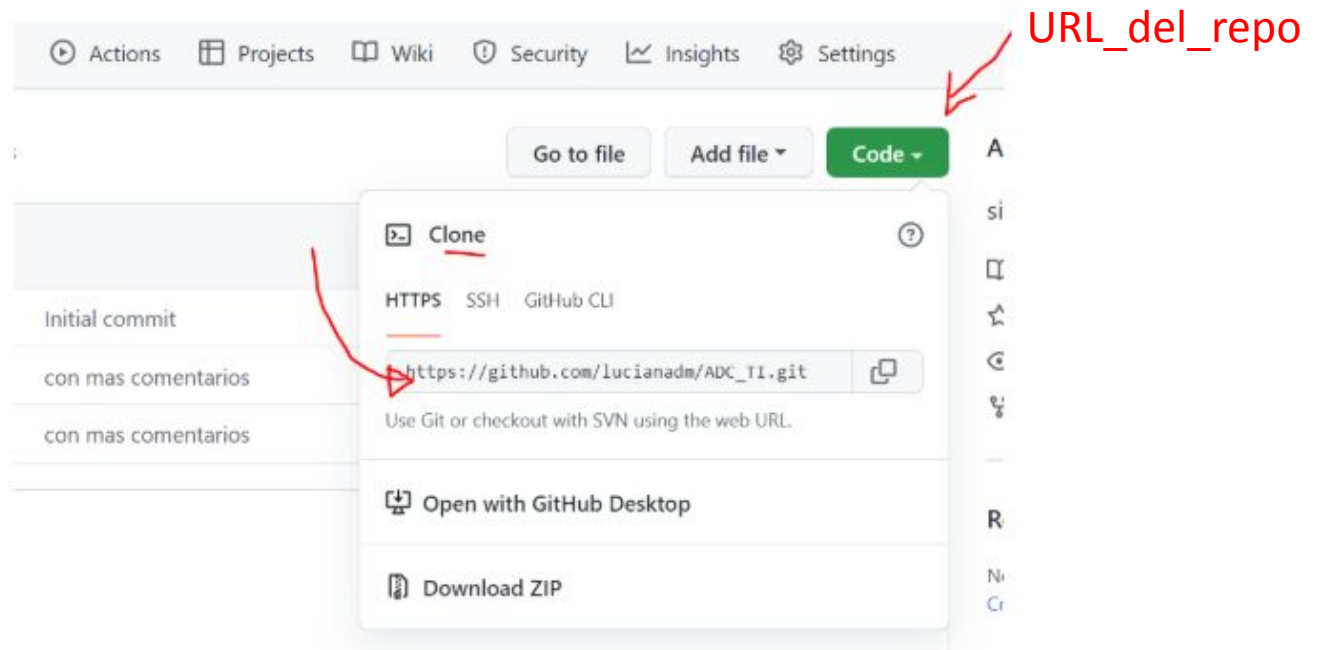 URL_del_repo
Actions Projects Wiki Security Insights Settings
Go to file Add file Code
Clone
HTTPS SSH GitHub CLI
https://github.com/lucianadm/ADC_TI.git
Use Git or checkout with SVN using the web URL.
Open with GitHub Desktop
Download ZIP
Initial commit
con mas comentarios
con mas comentarios
A
si
R
Cr